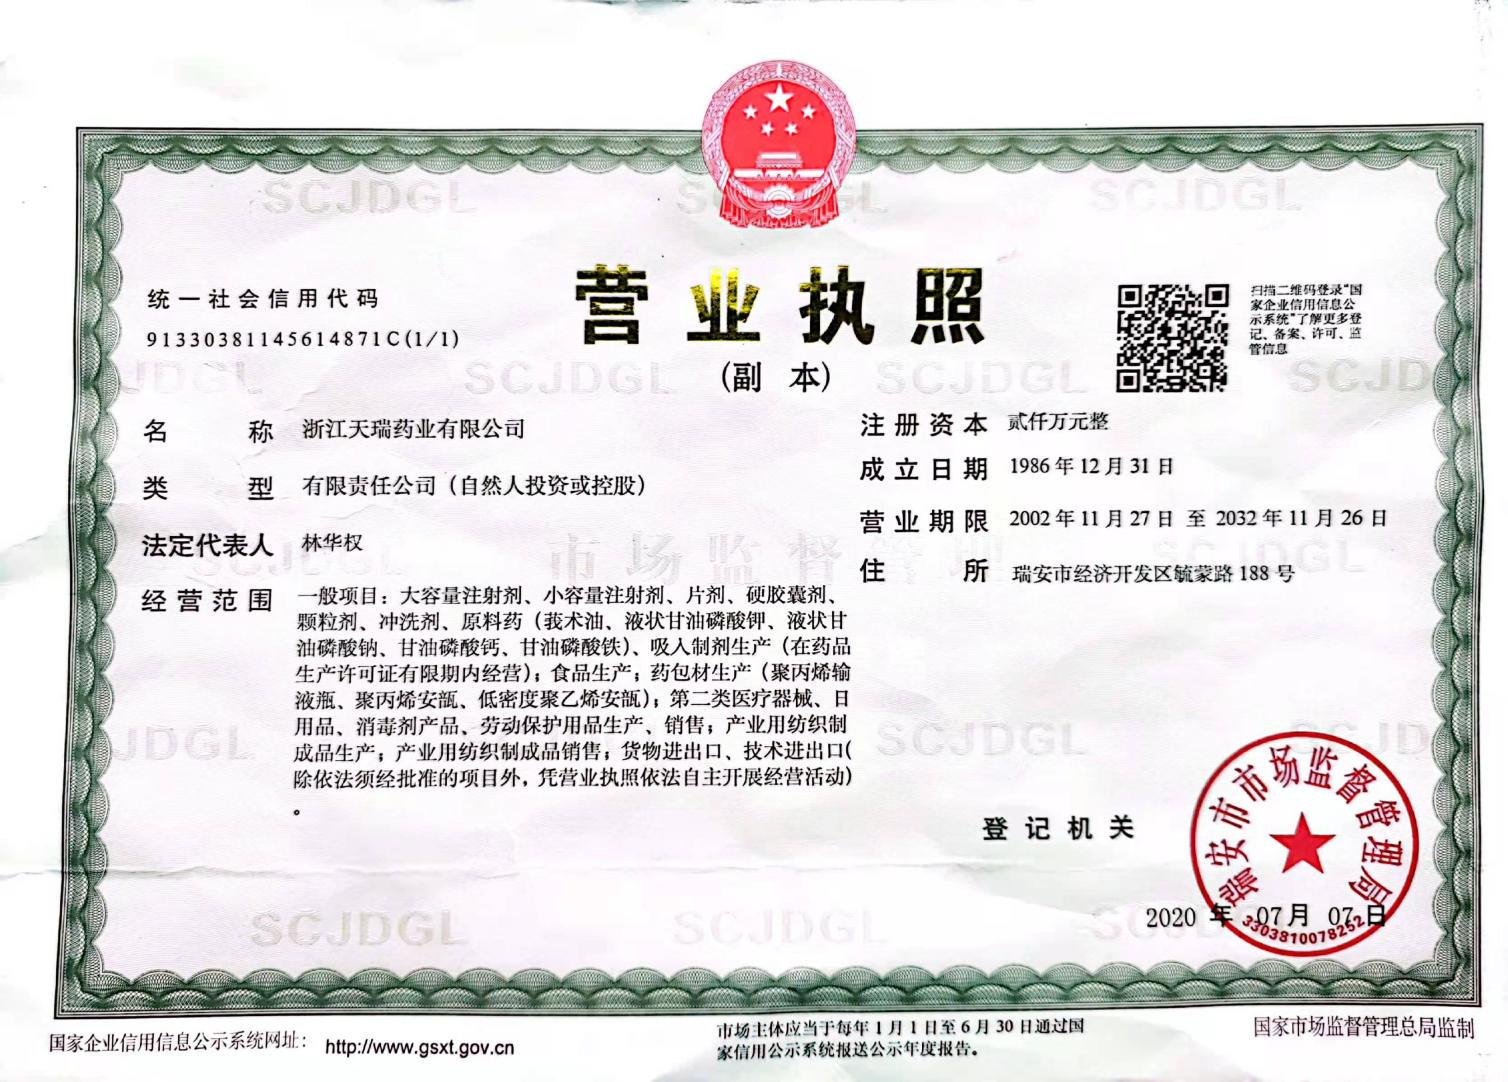 统一社会信用代码
91330381145614871C(1/1)
营业执照
(副 本)
扫描二维码登录“国
家企业信用信息公
示系统”了解更多登
记、备案、许可、监
管信息
名 称 浙江天瑞药业有限公司
类 型 有限责任公司（自然人投资或控股）
法定代表人 林华权
经营范围 一般项目：大容量注射剂、小容量注射剂、片剂、硬胶囊剂、
颗粒剂、冲洗剂、原料药（莪术油、液状甘油磷酸钾、液状甘
油磷酸钠、甘油磷酸钙、甘油磷酸铁）、吸入制剂生产（在药品
生产许可证有限期内经营）；食品生产；药包材生产（聚丙烯输
液瓶、聚丙烯安瓿、低密度聚乙烯安瓿）；第二类医疗器械、日
用品、消毒剂产品、劳动保护用品生产、销售；产业用纺织制
成品生产；产业用纺织制成品销售；货物进出口、技术进出口（
除依法须经批准的项目外，凭营业执照依法自主开展经营活动）
。
注册资本 贰仟万元整
成立日期 1986年12月31日
营业期限 2002年11月27日 至 2032年11月26日
住 所 瑞安市经济开发区毓蒙路188号
登记机关
瑞安市市场监督管理局
3303810078252
2020 年 07月 07日
国家企业信用信息公示系统网址： http://www.gsxt.gov.cn
市场主体应当于每年1月1日至6月30日通过国
家信用公示系统报送公示年度报告。
国家市场监督管理总局监制
SCJDGL
市场监督管理